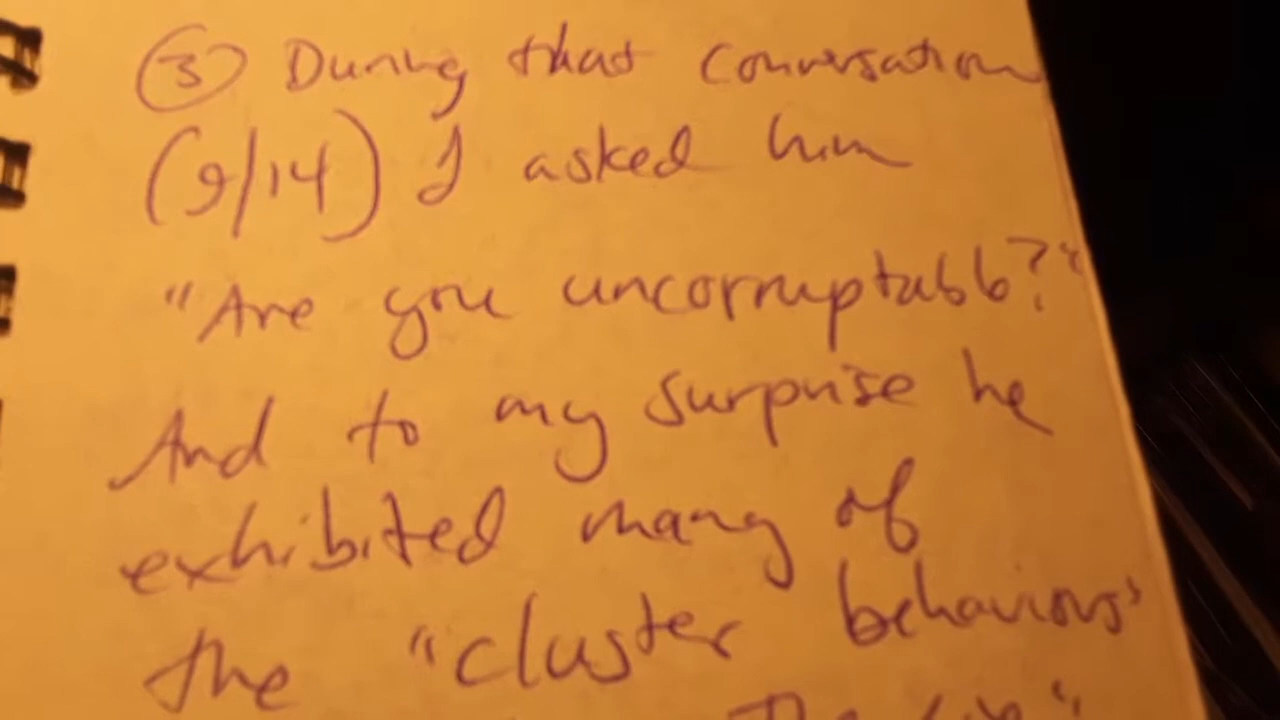 ③ During that conversation
(9/14) I asked him
"Are you uncorruptable?"
And to my surprise he
exhibited many of
the "cluster behaviors"